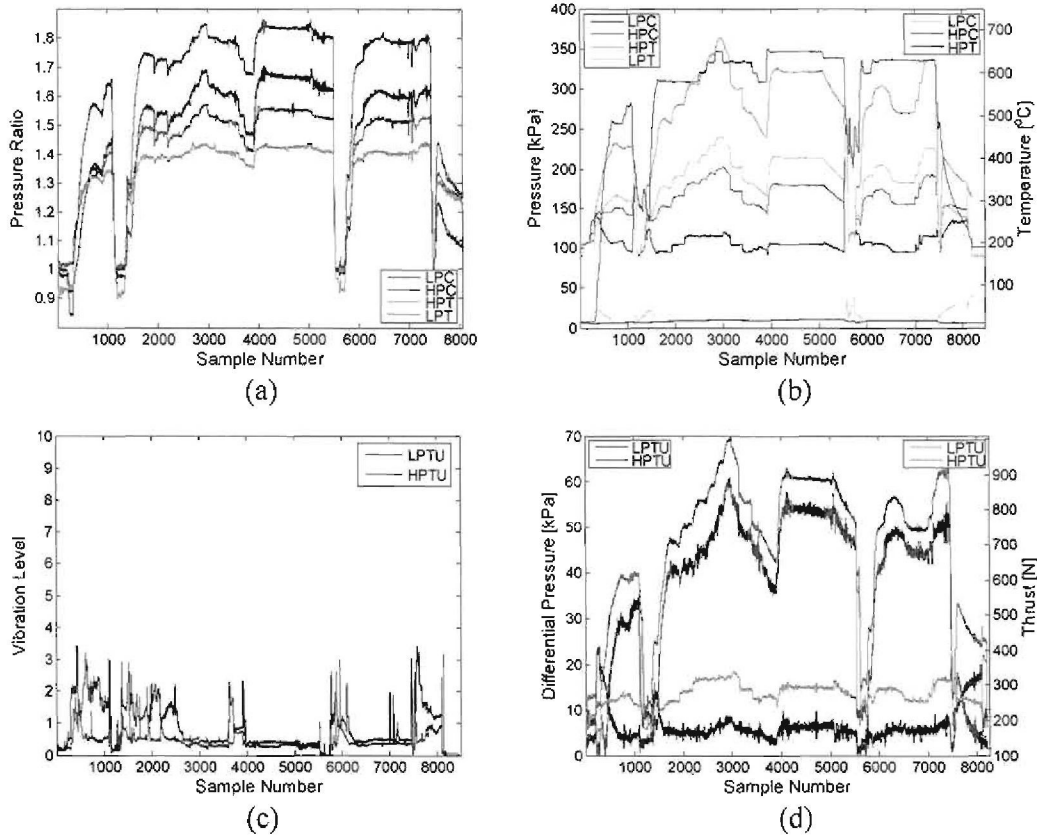 1.8
1.7
1.6
1.5
1.4
1.3
1.2
1.1
1
0.9
Pressure Ratio
LPC
HPC
HPT
LPT
1000 2000 3000 4000 5000 6000 7000 8000
Sample Number
(a)
400
350
300
250
200
150
100
50
0
Pressure [kPa]
LPC
HPC
HPT
LPT
LPC
HPC
HPT
700
600
500
400
300
200
100
Temperature [°C]
1000 2000 3000 4000 5000 6000 7000 8000
Sample Number
(b)
10
9
8
7
6
5
4
3
2
1
0
Vibration Level
LPTU
HPTU
1000 2000 3000 4000 5000 6000 7000 8000
Sample Number
(c)
70
60
50
40
30
20
10
0
Differential Pressure [kPa]
LPTU
HPTU
LPTU
HPTU
900
800
700
600
500
400
300
200
100
Thrust [N]
1000 2000 3000 4000 5000 6000 7000 8000
Sample Number
(d)